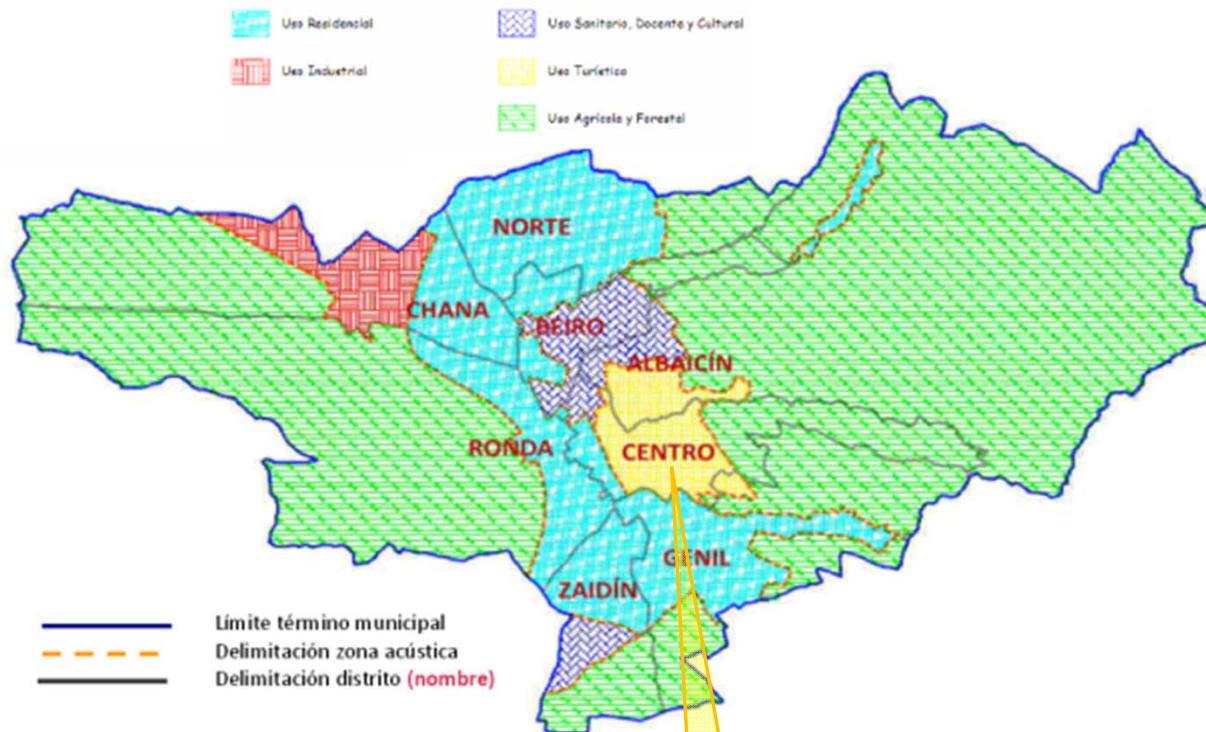 Uso Residencial
Uso Sanitario, Docente y Cultural
Uso Industrial
Uso Turístico
Uso Agrícola y Forestal
NORTE
CHANA
BEIRO
ALBAICÍN
RONDA
CENTRO
GENIL
ZAIDÍN
Límite término municipal
Delimitación zona acústica
Delimitación distrito (nombre)